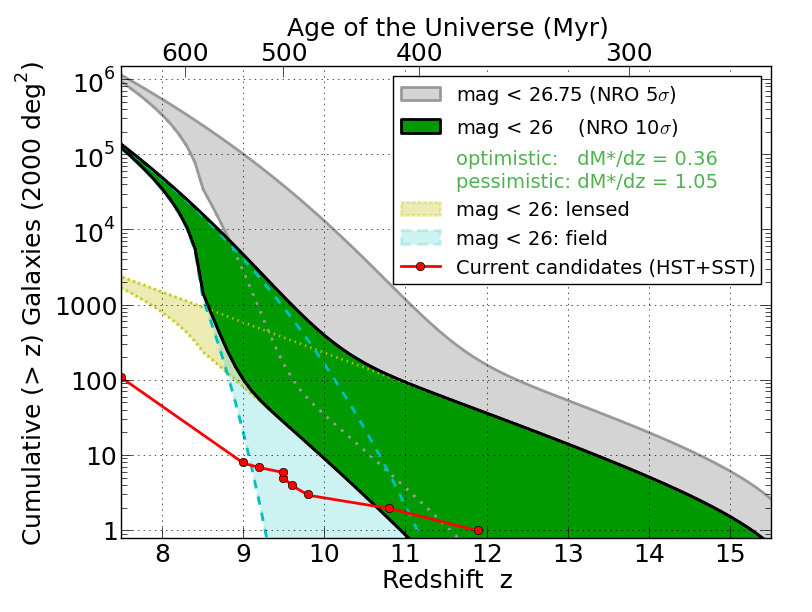 Age of the Universe (Myr)
600 500 400 300
Cumulative (> z) Galaxies (2000 deg²)
10⁶
10⁵
10⁴
1000
100
10
1
mag < 26.75 (NRO 5σ)
mag < 26 (NRO 10σ)
optimistic: dM*/dz = 0.36
pessimistic: dM*/dz = 1.05
mag < 26: lensed
mag < 26: field
Current candidates (HST+SST)
8 9 10 11 12 13 14 15
Redshift z